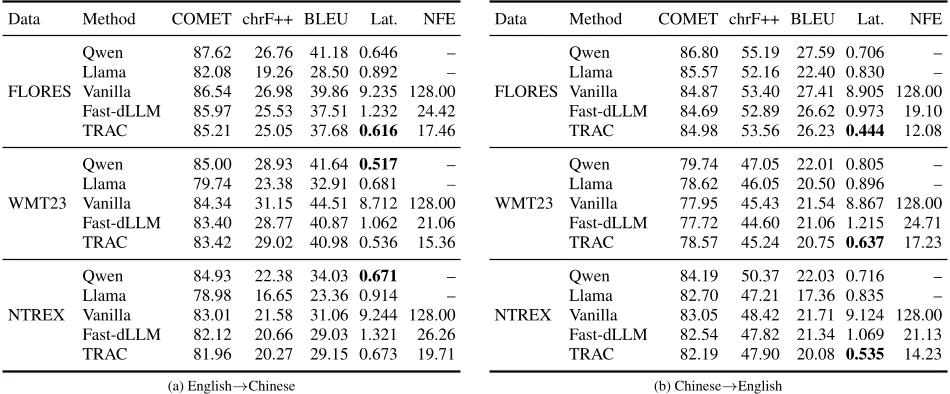 Data Method COMET chrF++ BLEU Lat. NFE
Qwen 87.62 26.76 41.18 0.646 –
Llama 82.08 19.26 28.50 0.892 –
FLORES Vanilla 86.54 26.98 39.86 9.235 128.00
Fast-dLLM 85.97 25.53 37.51 1.232 24.42
TRAC 85.21 25.05 37.68 0.616 17.46
Qwen 85.00 28.93 41.64 0.517 –
Llama 79.74 23.38 32.91 0.681 –
WMT23 Vanilla 84.34 31.15 44.51 8.712 128.00
Fast-dLLM 83.40 28.77 40.87 1.062 21.06
TRAC 83.42 29.02 40.98 0.536 15.36
Qwen 84.93 22.38 34.03 0.671 –
Llama 78.98 16.65 23.36 0.914 –
NTREX Vanilla 83.01 21.58 31.06 9.244 128.00
Fast-dLLM 82.12 20.66 29.03 1.321 26.26
TRAC 81.96 20.27 29.15 0.673 19.71
(a) English→Chinese
Data Method COMET chrF++ BLEU Lat. NFE
Qwen 86.80 55.19 27.59 0.706 –
Llama 85.57 52.16 22.40 0.830 –
FLORES Vanilla 84.87 53.40 27.41 8.905 128.00
Fast-dLLM 84.69 52.89 26.62 0.973 19.10
TRAC 84.98 53.56 26.23 0.444 12.08
Qwen 79.74 47.05 22.01 0.805 –
Llama 78.62 46.05 20.50 0.896 –
WMT23 Vanilla 77.95 45.43 21.54 8.867 128.00
Fast-dLLM 77.72 44.60 21.06 1.215 24.71
TRAC 78.57 45.24 20.75 0.637 17.23
Qwen 84.19 50.37 22.03 0.716 –
Llama 82.70 47.21 17.36 0.835 –
NTREX Vanilla 83.05 48.42 21.71 9.124 128.00
Fast-dLLM 82.54 47.82 21.34 1.069 21.13
TRAC 82.19 47.90 20.08 0.535 14.23
(b) Chinese→English